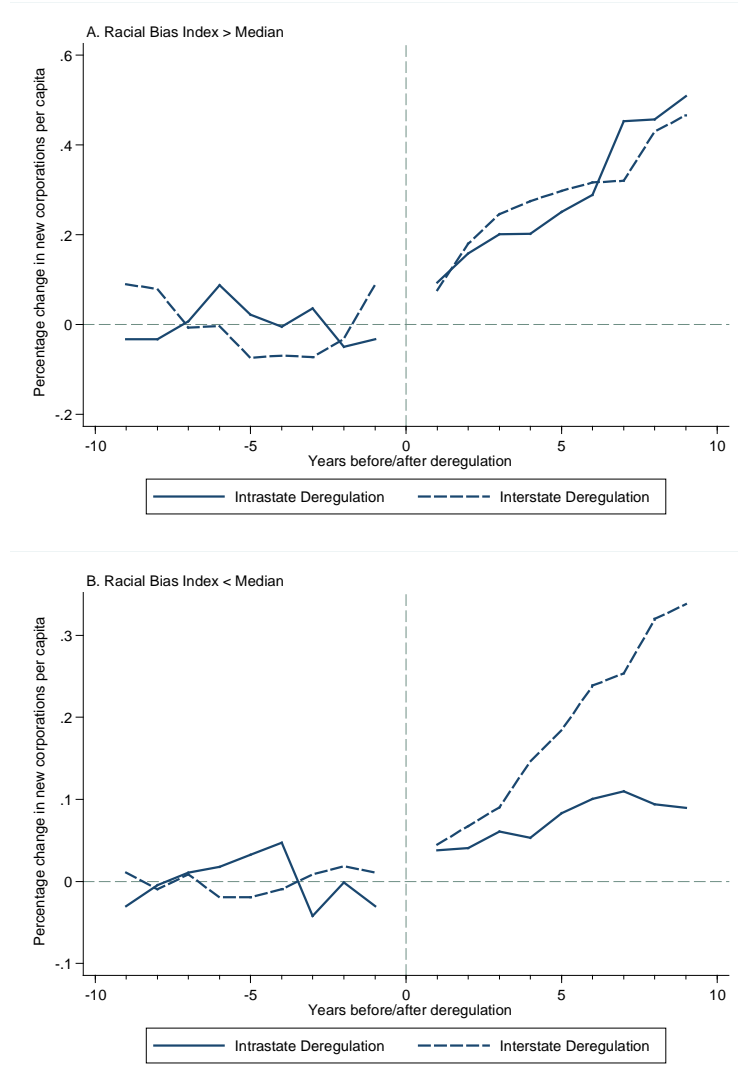 A. Racial Bias Index > Median
Percentage change in new corporations per capita
.6
.4
.2
0
-.2
-10
-5
0
5
10
Years before/after deregulation
Intrastate Deregulation
Interstate Deregulation
B. Racial Bias Index < Median
Percentage change in new corporations per capita
.3
.2
.1
0
-.1
-10
-5
0
5
10
Years before/after deregulation
Intrastate Deregulation
Interstate Deregulation